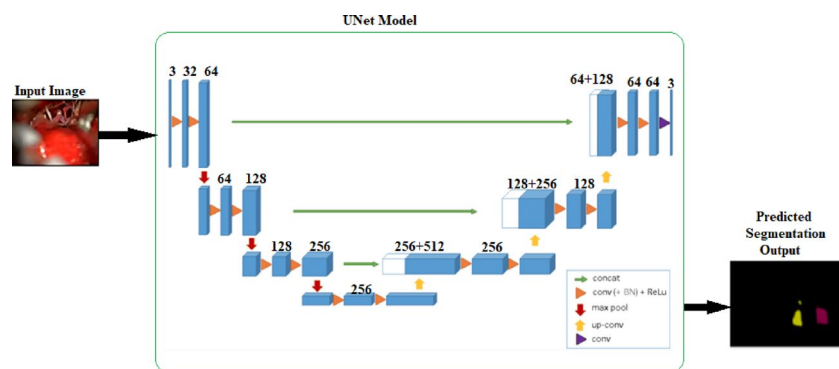 UNet Model
Input Image
3 32 64
64+128 64 64 3
64 128
128+256 128
128 256
256+512 256
256
Predicted
Segmentation
Output
concat
conv (+ BN) + ReLu
max pool
up-conv
conv